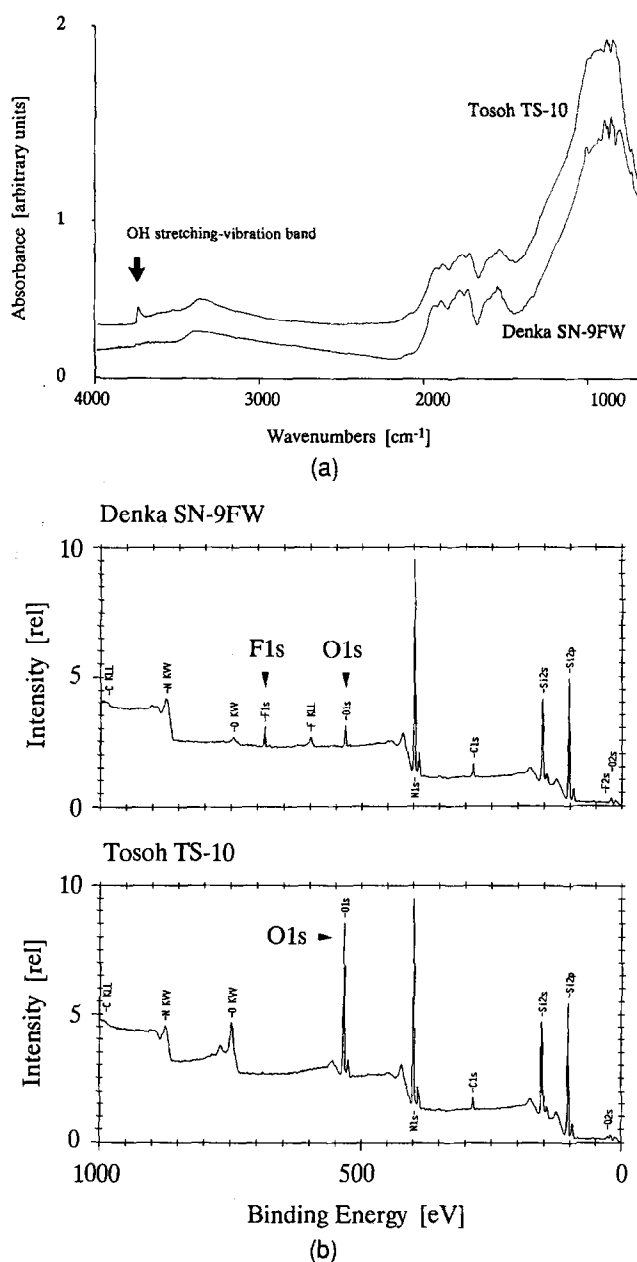 2
Tosoh TS-10
1
OH stretching-vibration band
Denka SN-9FW
0
4000 3000 2000 1000
Absorbance [arbitrary units]
Wavenumbers [cm-1]
(a)
Denka SN-9FW
10
F1s O1s
5
-C KLL
-N KVV
-O KVV
-F1s
-F KLL
-O1s
N1s-
-C1s
-Si2s
-Si2p
-F2s
-O2s
0
Intensity [rel]
Tosoh TS-10
10
O1s
5
-C KLL
-N KVV
-O KVV
-O1s
N1s-
-C1s
-Si2s
-Si2p
-O2s
0
Intensity [rel]
1000 500 0
Binding Energy [eV]
(b)